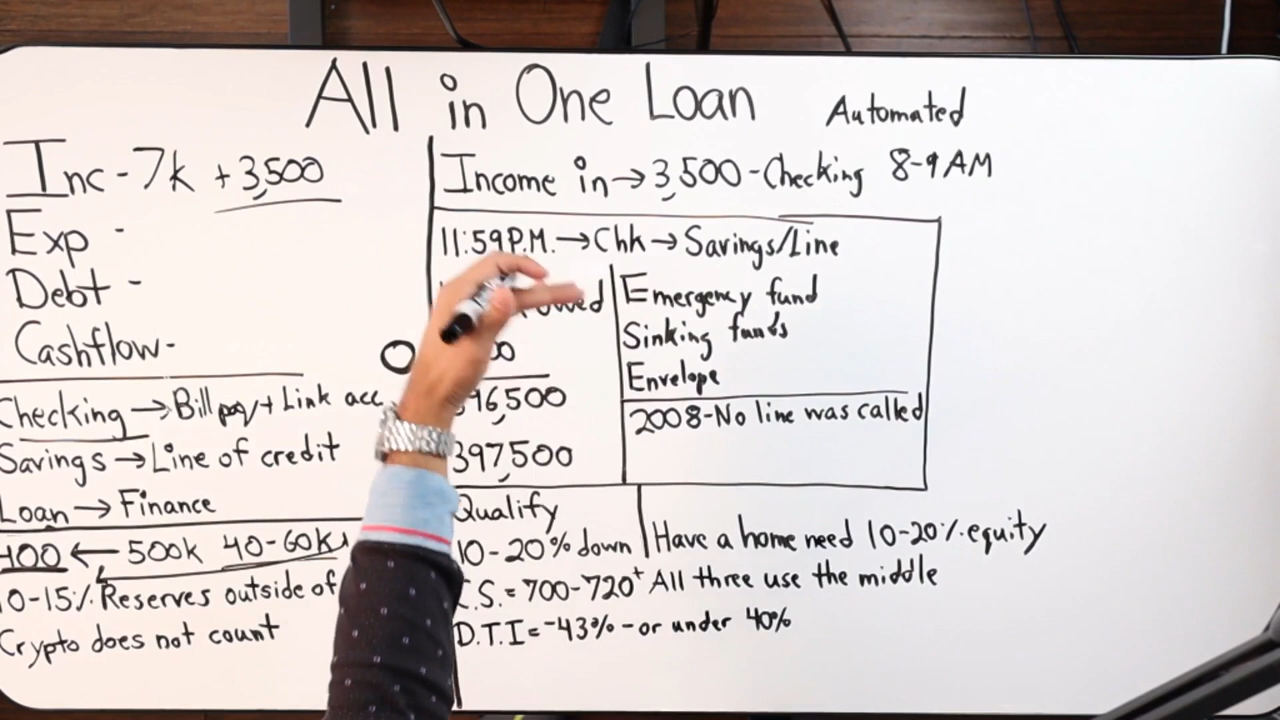 All in One Loan
Automated
Inc - 7k + 3,500
Exp -
Debt -
Cashflow -
Checking → Bill pay + Link acc
Savings → Line of credit
Loan → Finance
400 ← 500k 40-60k
10-15% Reserves outside of
Crypto does not count
Income in → 3,500 - Checking 8-9 AM
11:59 P.M. → Chk → Savings/Line
396,500
397,500
Emergency fund
Sinking funds
Envelope
2008 - No line was called
Qualify
10-20% down
C.S. = 700-720+ All three use the middle
D.T.I = -43% - or under 40%
Have a home need 10-20% equity